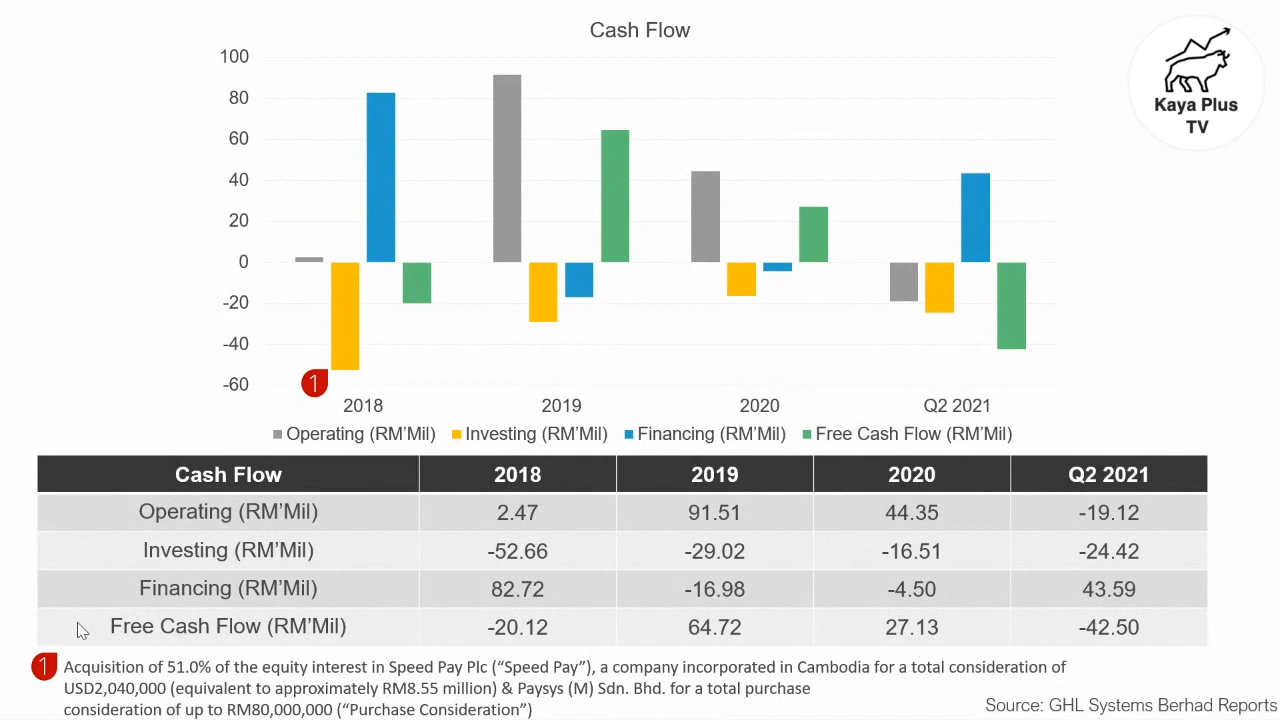 Cash Flow
Kaya Plus
TV
100
80
60
40
20
0
-20
-40
-60
1
2018 2019 2020 Q2 2021
Operating (RM'Mil) Investing (RM'Mil) Financing (RM'Mil) Free Cash Flow (RM'Mil)
Cash Flow 2018 2019 2020 Q2 2021
Operating (RM'Mil) 2.47 91.51 44.35 -19.12
Investing (RM'Mil) -52.66 -29.02 -16.51 -24.42
Financing (RM'Mil) 82.72 -16.98 -4.50 43.59
Free Cash Flow (RM'Mil) -20.12 64.72 27.13 -42.50
1 Acquisition of 51.0% of the equity interest in Speed Pay Plc ("Speed Pay"), a company incorporated in Cambodia for a total consideration of
USD2,040,000 (equivalent to approximately RM8.55 million) & Paysys (M) Sdn. Bhd. for a total purchase
consideration of up to RM80,000,000 ("Purchase Consideration")
Source: GHL Systems Berhad Reports